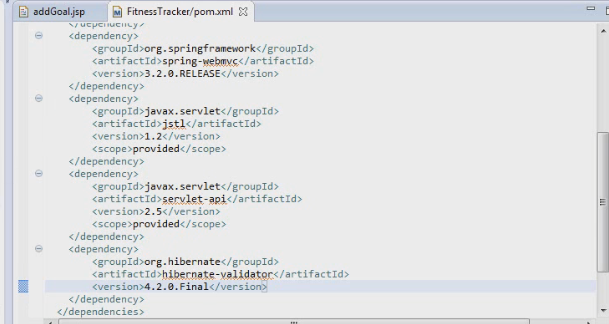 addGoal.jsp
FitnessTracker/pom.xml
</dependency>
<dependency>
<groupId>org.springframework</groupId>
<artifactId>spring-webmvc</artifactId>
<version>3.2.0.RELEASE</version>
</dependency>
<dependency>
<groupId>javax.servlet</groupId>
<artifactId>jstl</artifactId>
<version>1.2</version>
<scope>provided</scope>
</dependency>
<dependency>
<groupId>javax.servlet</groupId>
<artifactId>servlet-api</artifactId>
<version>2.5</version>
<scope>provided</scope>
</dependency>
<dependency>
<groupId>org.hibernate</groupId>
<artifactId>hibernate-validator</artifactId>
<version>4.2.0.Final</version>
</dependency>
</dependencies>